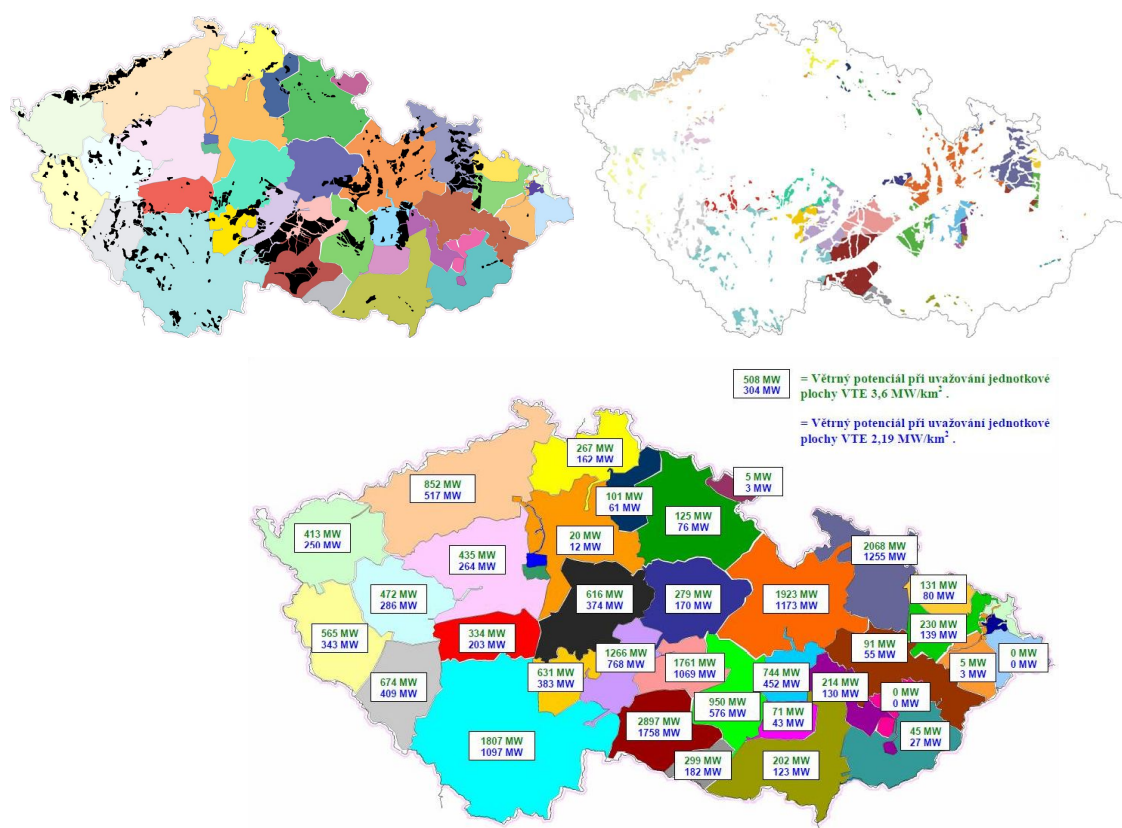 508 MW
304 MW
= Větrný potenciál při uvažování jednotkové
plochy VTE 3,6 MW/km² .
= Větrný potenciál při uvažování jednotkové
plochy VTE 2,19 MW/km² .
267 MW
162 MW
852 MW
517 MW
5 MW
3 MW
101 MW
61 MW
125 MW
76 MW
413 MW
250 MW
20 MW
12 MW
435 MW
264 MW
2068 MW
1255 MW
472 MW
286 MW
616 MW
374 MW
279 MW
170 MW
1923 MW
1173 MW
131 MW
80 MW
565 MW
343 MW
334 MW
203 MW
230 MW
139 MW
1266 MW
768 MW
91 MW
55 MW
0 MW
0 MW
674 MW
409 MW
631 MW
383 MW
1761 MW
1069 MW
744 MW
452 MW
5 MW
3 MW
214 MW
130 MW
0 MW
0 MW
950 MW
576 MW
2897 MW
1758 MW
71 MW
43 MW
1807 MW
1097 MW
45 MW
27 MW
299 MW
182 MW
202 MW
123 MW